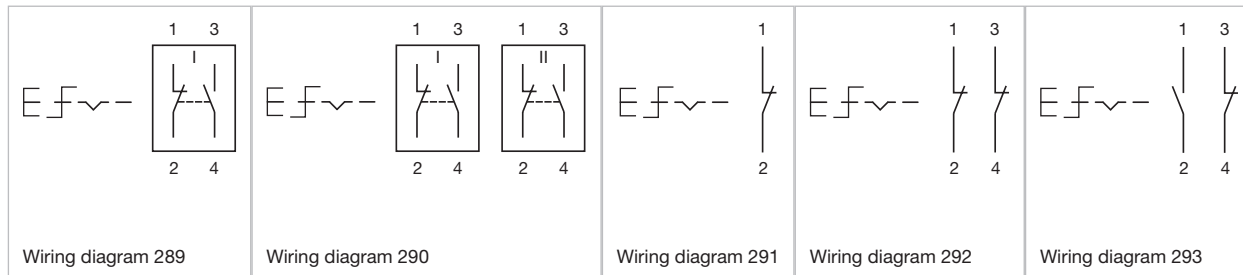 1 3
I
2 4
Wiring diagram 289
1 3 1 3
I II
2 4 2 4
Wiring diagram 290
1
2
Wiring diagram 291
1 3
2 4
Wiring diagram 292
1 3
2 4
Wiring diagram 293